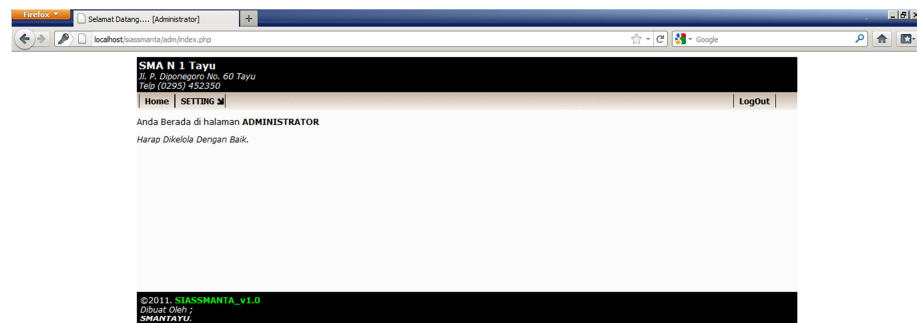 Firefox
Selamat Datang.... [Administrator]
localhost/siassmanta/adm/index.php
Google
SMA N 1 Tayu
Jl. P. Diponegoro No. 60 Tayu
Telp (0295) 452350
Home SETTING LogOut
Anda Berada di halaman ADMINISTRATOR
Harap Dikelola Dengan Baik.
©2011. SIASSMANTA_v1.0
Dibuat Oleh ;
SMANTAYU.